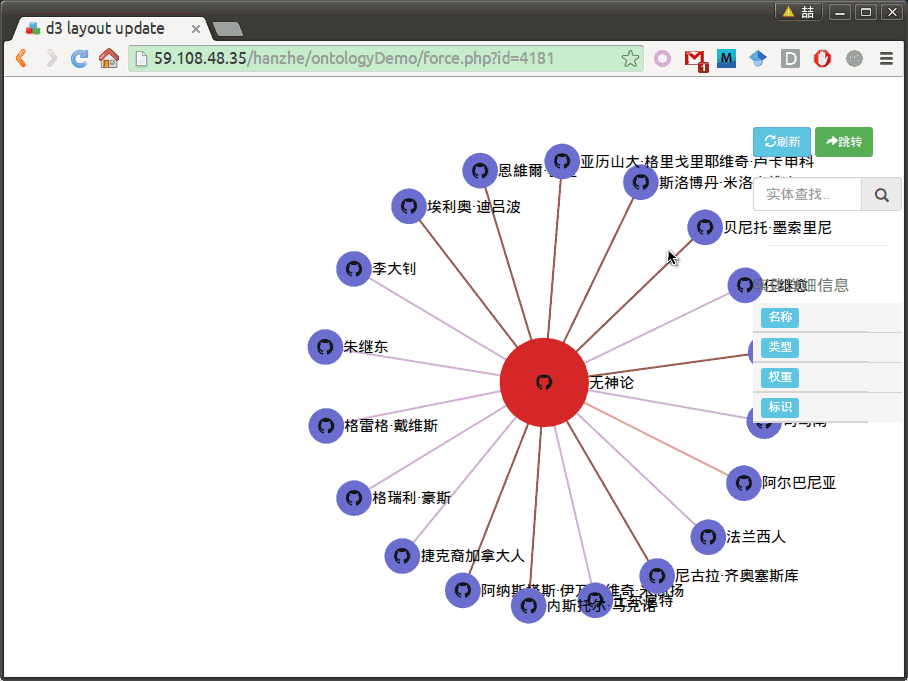 喆
d3 layout update
59.108.48.35/hanzhe/ontologyDemo/force.php?id=4181
M
D
1
刷新
跳转
亚历山大·格里戈里耶维奇·卢卡申科
恩維爾·
斯洛博丹·米洛
实体查找..
埃利奥·迪吕波
贝尼托·墨索里尼
李大钊
任继愈
细信息
名称
朱继东
类型
无神论
权重
标识
格雷格·戴维斯
阿尔巴尼亚
格瑞利·豪斯
法兰西人
捷克裔加拿大人
尼古拉·齐奥塞斯库
阿纳斯塔斯·伊万诺维奇·米高扬
内斯托尔·马克诺